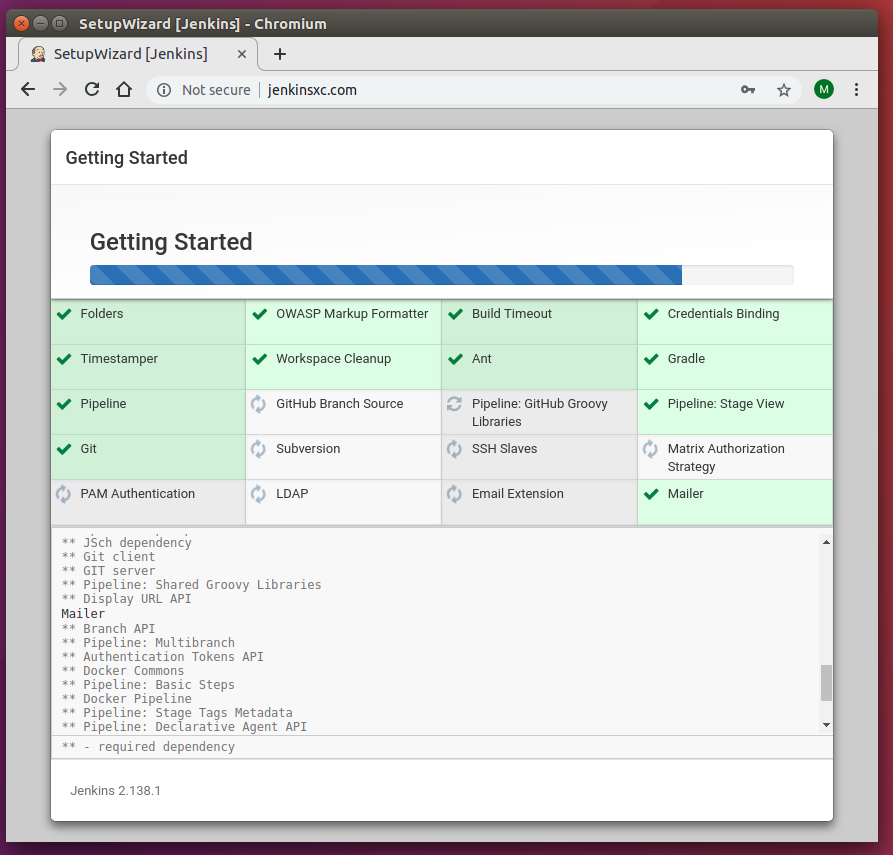 SetupWizard [Jenkins] - Chromium
SetupWizard [Jenkins]
Not secure
jenkinsxc.com
M
Getting Started
Getting Started
Folders
OWASP Markup Formatter
Build Timeout
Credentials Binding
Timestamper
Workspace Cleanup
Ant
Gradle
Pipeline
GitHub Branch Source
Pipeline: GitHub Groovy
Libraries
Pipeline: Stage View
Git
Subversion
SSH Slaves
Matrix Authorization
Strategy
PAM Authentication
LDAP
Email Extension
Mailer
** JSch dependency
** Git client
** GIT server
** Pipeline: Shared Groovy Libraries
** Display URL API
Mailer
** Branch API
** Pipeline: Multibranch
** Authentication Tokens API
** Docker Commons
** Pipeline: Basic Steps
** Docker Pipeline
** Pipeline: Stage Tags Metadata
** Pipeline: Declarative Agent API
** - required dependency
Jenkins 2.138.1